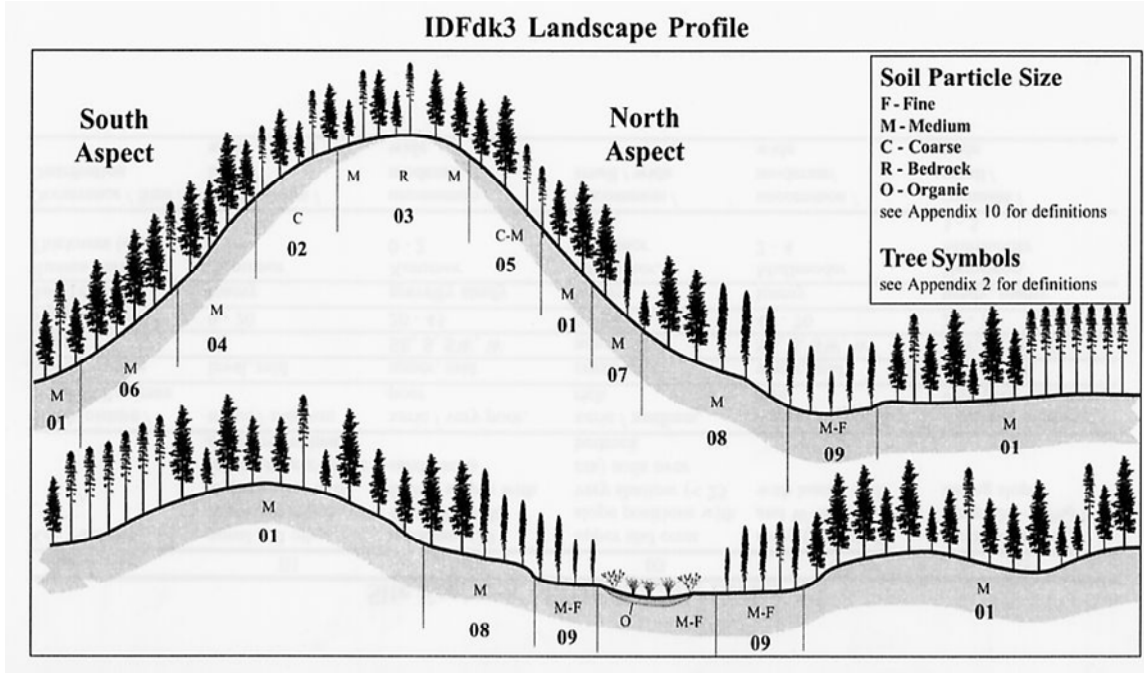 IDFdk3 Landscape Profile
South
Aspect
North
Aspect
Soil Particle Size
F - Fine
M - Medium
C - Coarse
R - Bedrock
O - Organic
see Appendix 10 for definitions
Tree Symbols
see Appendix 2 for definitions
M
01
M
06
M
04
C
02
M
R
03
M
C-M
05
M
01
M
07
M
08
M-F
09
M
01
M
01
M
08
M-F
09
O
M-F
M-F
09
M
01